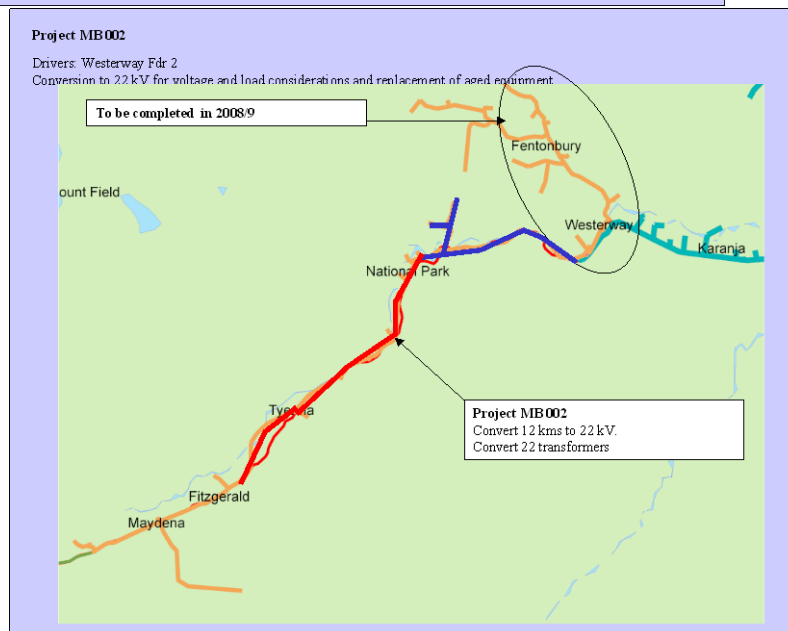 Project MB002
Drivers: Westerway Fdr 2
Conversion to 22 kV for voltage and load considerations and replacement of aged equipment
To be completed in 2008/9
Fentonbury
ount Field
Westerway
Karanja
National Park
Project MB002
Convert 12 kms to 22 kV.
Convert 22 transformers
Fitzgerald
Maydena